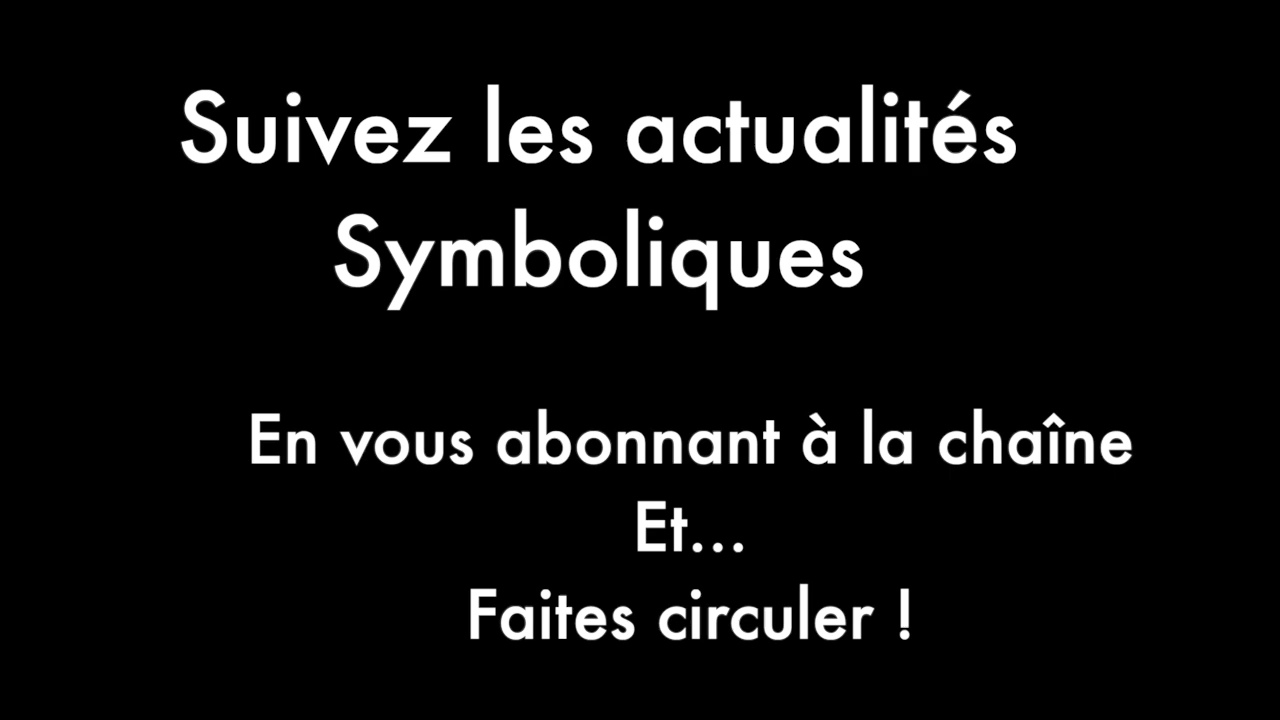 Suivez les actualités
Symboliques
En vous abonnant à la chaîne
Et...
Faites circuler !